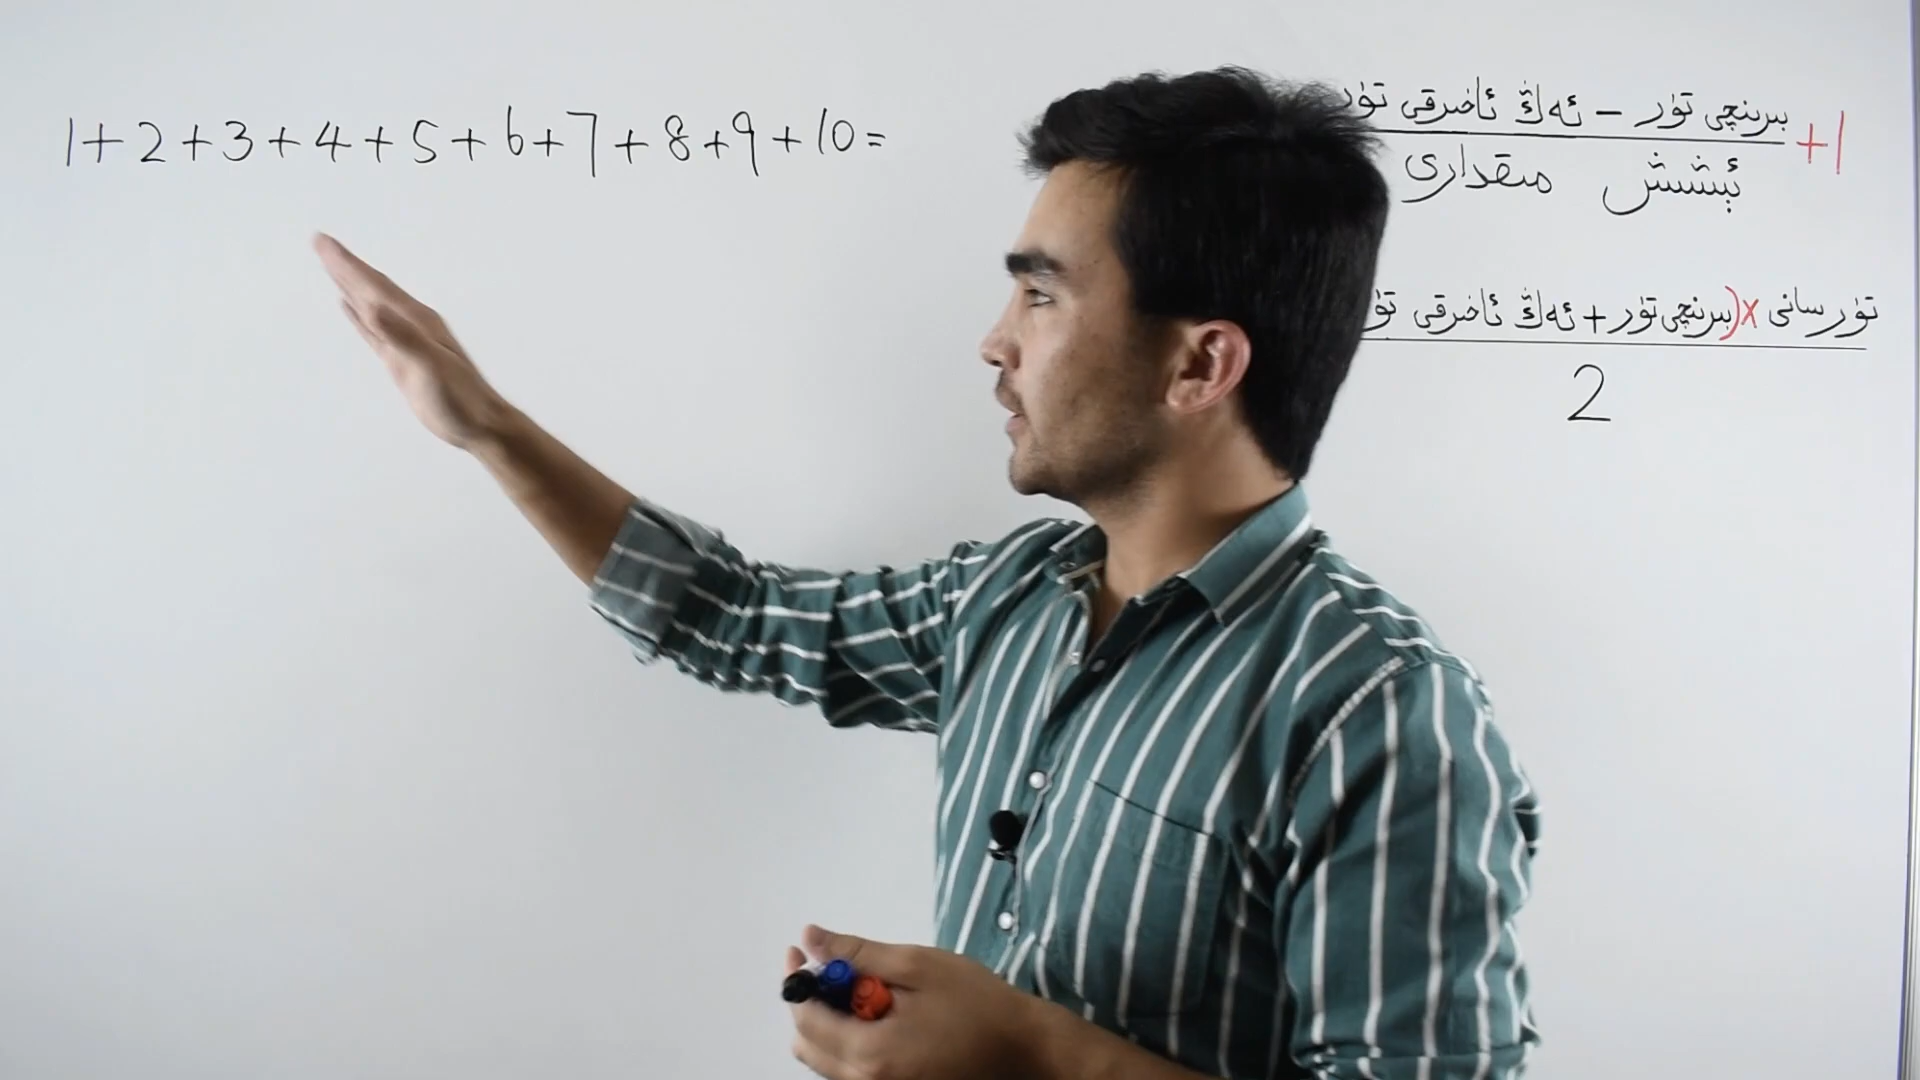 1+2+3+4+5+6+7+8+9+10=
بىرىنچى تۈر − ئەڭ ئاخىرقى تۈر +1
ئېشىش مىقدارى
تۈر سانى x(بىرىنچى تۈر + ئەڭ ئاخىرقى تۈر
2